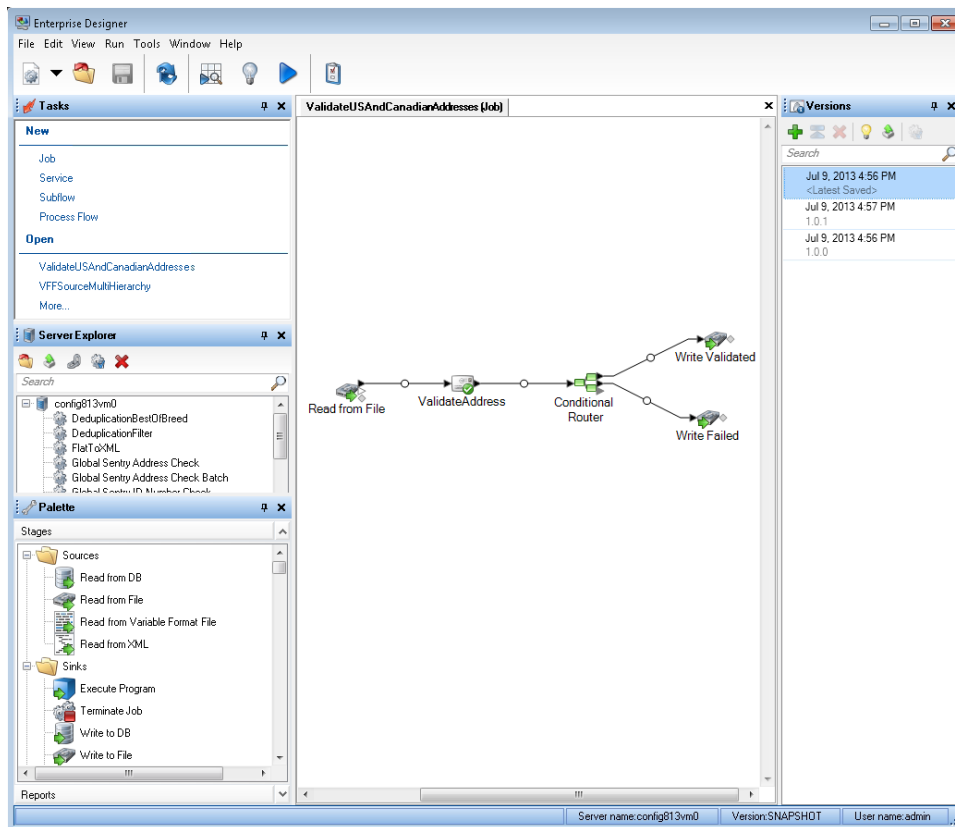 Enterprise Designer
File Edit View Run Tools Window Help
Tasks
New
Job
Service
Subflow
Process Flow
Open
ValidateUSAndCanadianAddresses
VFFSourceMultiHierarchy
More...
Server Explorer
Search
config813vm0
DeduplicationBestOfBreed
DeduplicationFilter
FlatToXML
Global Sentry Address Check
Global Sentry Address Check Batch
Global Sentry ID Number Check
Palette
Stages
Sources
Read from DB
Read from File
Read from Variable Format File
Read from XML
Sinks
Execute Program
Terminate Job
Write to DB
Write to File
Reports
ValidateUSAndCanadianAddresses (Job)
Read from File
ValidateAddress
Conditional
Router
Write Validated
Write Failed
Versions
Search
Jul 9, 2013 4:56 PM
<Latest Saved>
Jul 9, 2013 4:57 PM
1.0.1
Jul 9, 2013 4:56 PM
1.0.0
Server name:config813vm0 Version:SNAPSHOT User name:admin